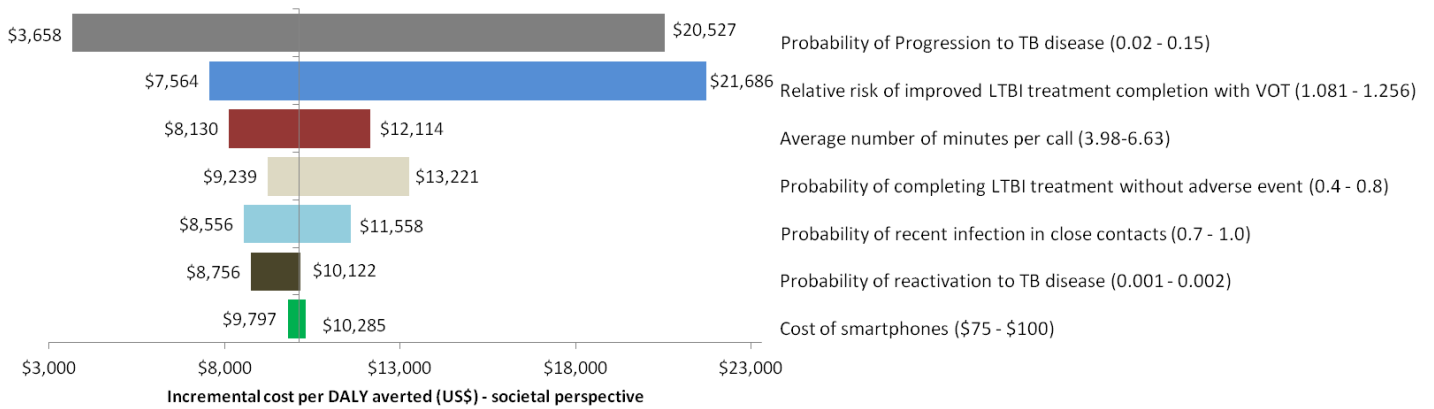 $3,658 $20,527 Probability of Progression to TB disease (0.02 - 0.15)
$7,564 $21,686 Relative risk of improved LTBI treatment completion with VOT (1.081 - 1.256)
$8,130 $12,114 Average number of minutes per call (3.98-6.63)
$9,239 $13,221 Probability of completing LTBI treatment without adverse event (0.4 - 0.8)
$8,556 $11,558 Probability of recent infection in close contacts (0.7 - 1.0)
$8,756 $10,122 Probability of reactivation to TB disease (0.001 - 0.002)
$9,797 $10,285 Cost of smartphones ($75 - $100)
$3,000 $8,000 $13,000 $18,000 $23,000
Incremental cost per DALY averted (US$) - societal perspective